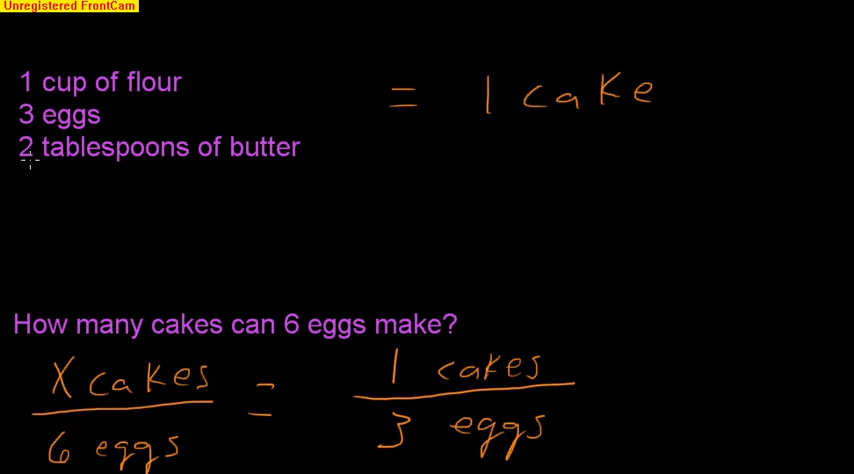 Unregistered FrontCam
1 cup of flour
3 eggs
2 tablespoons of butter
= 1 cake
How many cakes can 6 eggs make?
X cakes = 1 cakes
6 eggs 3 eggs